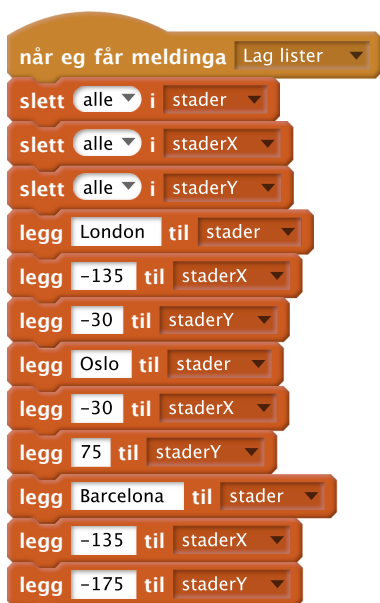 når eg får meldinga Lag lister
slett alle i stader
slett alle i staderX
slett alle i staderY
legg London til stader
legg -135 til staderX
legg -30 til staderY
legg Oslo til stader
legg -30 til staderX
legg 75 til staderY
legg Barcelona til stader
legg -135 til staderX
legg -175 til staderY